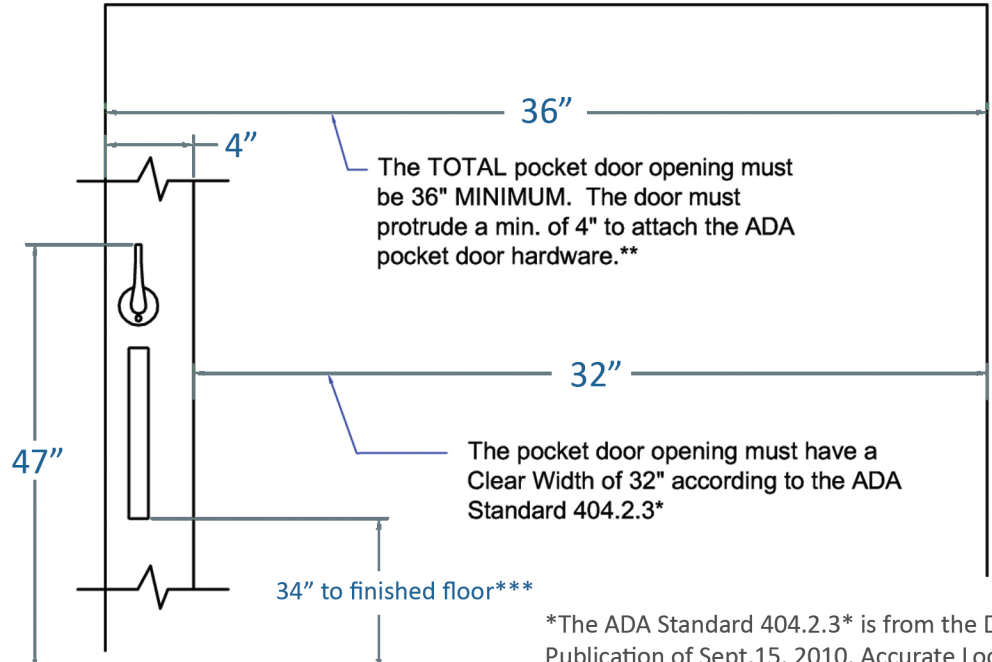 36”
4”
The TOTAL pocket door opening must
be 36" MINIMUM. The door must
protrude a min. of 4" to attach the ADA
pocket door hardware.**
32”
47”
The pocket door opening must have a
Clear Width of 32" according to the ADA
Standard 404.2.3*
34” to finished floor***
*The ADA Standard 404.2.3* is from the D
Publication of Sept.15, 2010. Accurate Loc